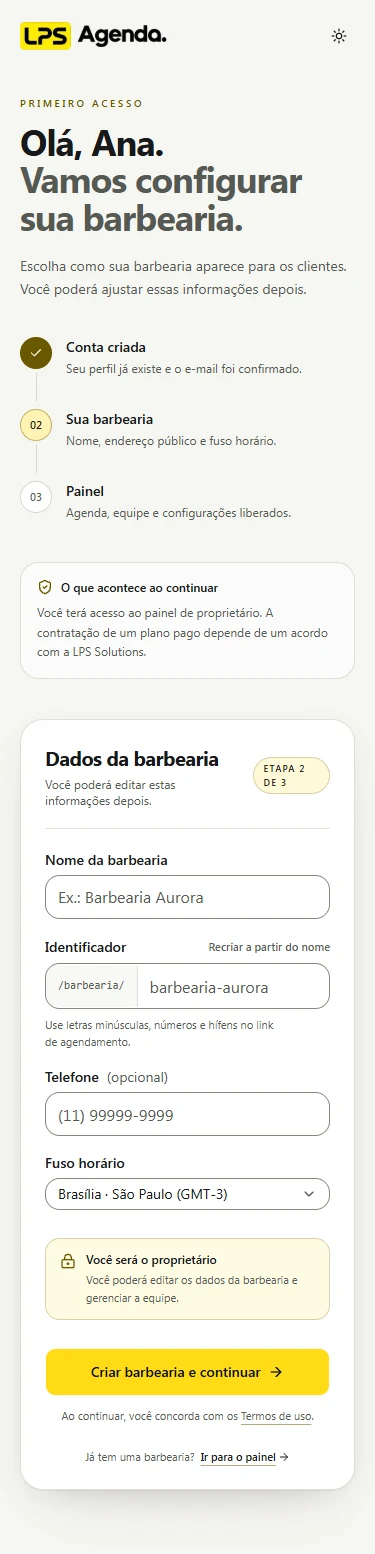 LPS Agenda.
PRIMEIRO ACESSO
Olá, Ana.
Vamos configurar
sua barbearia.
Escolha como sua barbearia aparece para os clientes.
Você poderá ajustar essas informações depois.
Conta criada
Seu perfil já existe e o e-mail foi confirmado.
02
Sua barbearia
Nome, endereço público e fuso horário.
03
Painel
Agenda, equipe e configurações liberados.
O que acontece ao continuar
Você terá acesso ao painel de proprietário. A
contratação de um plano pago depende de um acordo
com a LPS Solutions.
Dados da barbearia
Você poderá editar estas
informações depois.
ETAPA 2
DE 3
Nome da barbearia
Ex.: Barbearia Aurora
Identificador
Recriar a partir do nome
/barbearia/
barbearia-aurora
Use letras minúsculas, números e hífens no link
de agendamento.
Telefone (opcional)
(11) 99999-9999
Fuso horário
Brasília · São Paulo (GMT-3)
Você será o proprietário
Você poderá editar os dados da barbearia e
gerenciar a equipe.
Criar barbearia e continuar →
Ao continuar, você concorda com os Termos de uso.
Já tem uma barbearia? Ir para o painel →